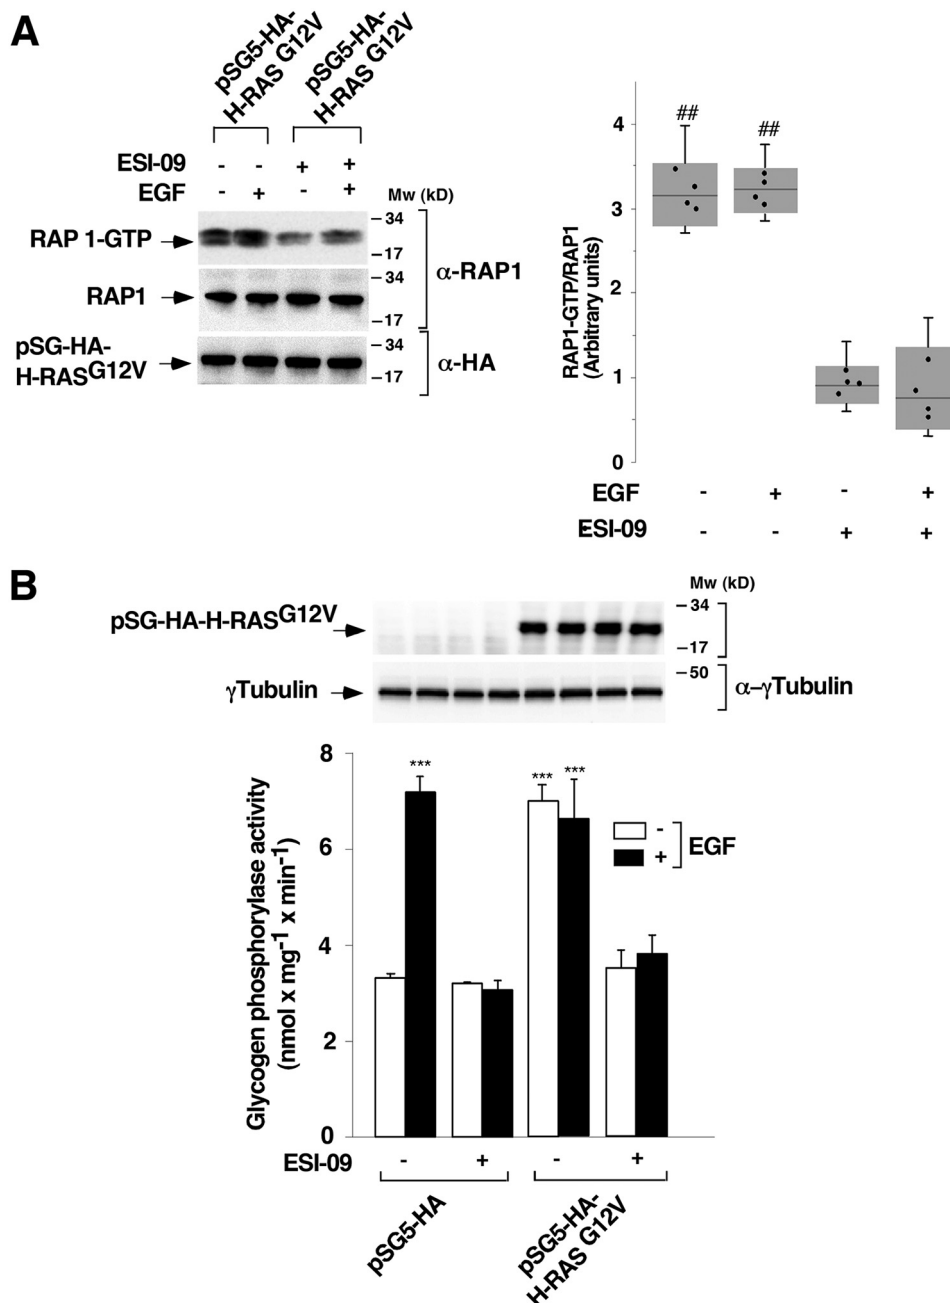 A
pSG5-HA-
H-RAS G12V
pSG5-HA-
H-RAS G12V
ESI-09 - - + +
EGF - + - +
Mw (kD)
RAP 1-GTP
34
17
α-RAP1
RAP1
34
17
pSG-HA-
H-RASG12V
34
17
α-HA
RAP1-GTP/RAP1
(Arbitrary units)
4
3
2
1
0
##
##
EGF - + - +
ESI-09 - - + +
B
Mw (kD)
pSG-HA-H-RASG12V
34
17
γTubulin
50
α-γTubulin
Glycogen phosphorylase activity
(nmol x mg-1 x min-1)
8
6
4
2
0
***
***
***
-
+
EGF
ESI-09 - + - +
pSG5-HA
pSG5-HA-
H-RAS G12V